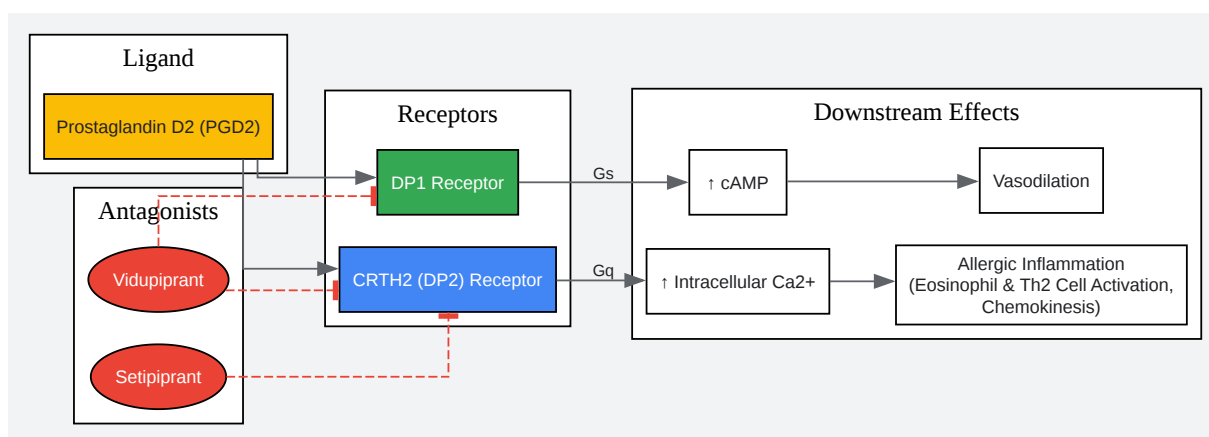 Ligand
Prostaglandin D2 (PGD2)
Antagonists
Vidupiprant
Setipiprant
Receptors
DP1 Receptor
CRTH2 (DP2) Receptor
Gs
Gq
Downstream Effects
↑ cAMP
Vasodilation
↑ Intracellular Ca2+
Allergic Inflammation
(Eosinophil & Th2 Cell Activation,
Chemokinesis)